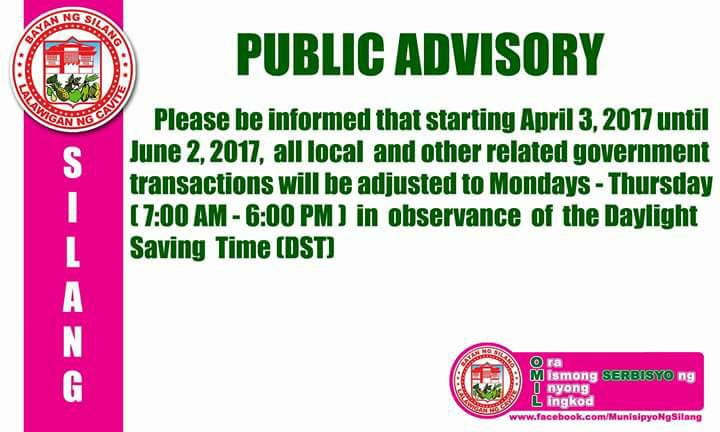 BAYAN NG SILANG
LALAWIGAN NG CAVITE
SILANG
PUBLIC ADVISORY
Please be informed that starting April 3, 2017 until
June 2, 2017, all local and other related government
transactions will be adjusted to Mondays - Thursday
( 7:00 AM - 6:00 PM ) in observance of the Daylight
Saving Time (DST)
BAYAN NG SILANG
LALAWIGAN NG CAVITE
Ora
Mismong SERBISYO ng
Inyong
Lingkod
www.facebook.com/MunisipyoNgSilang